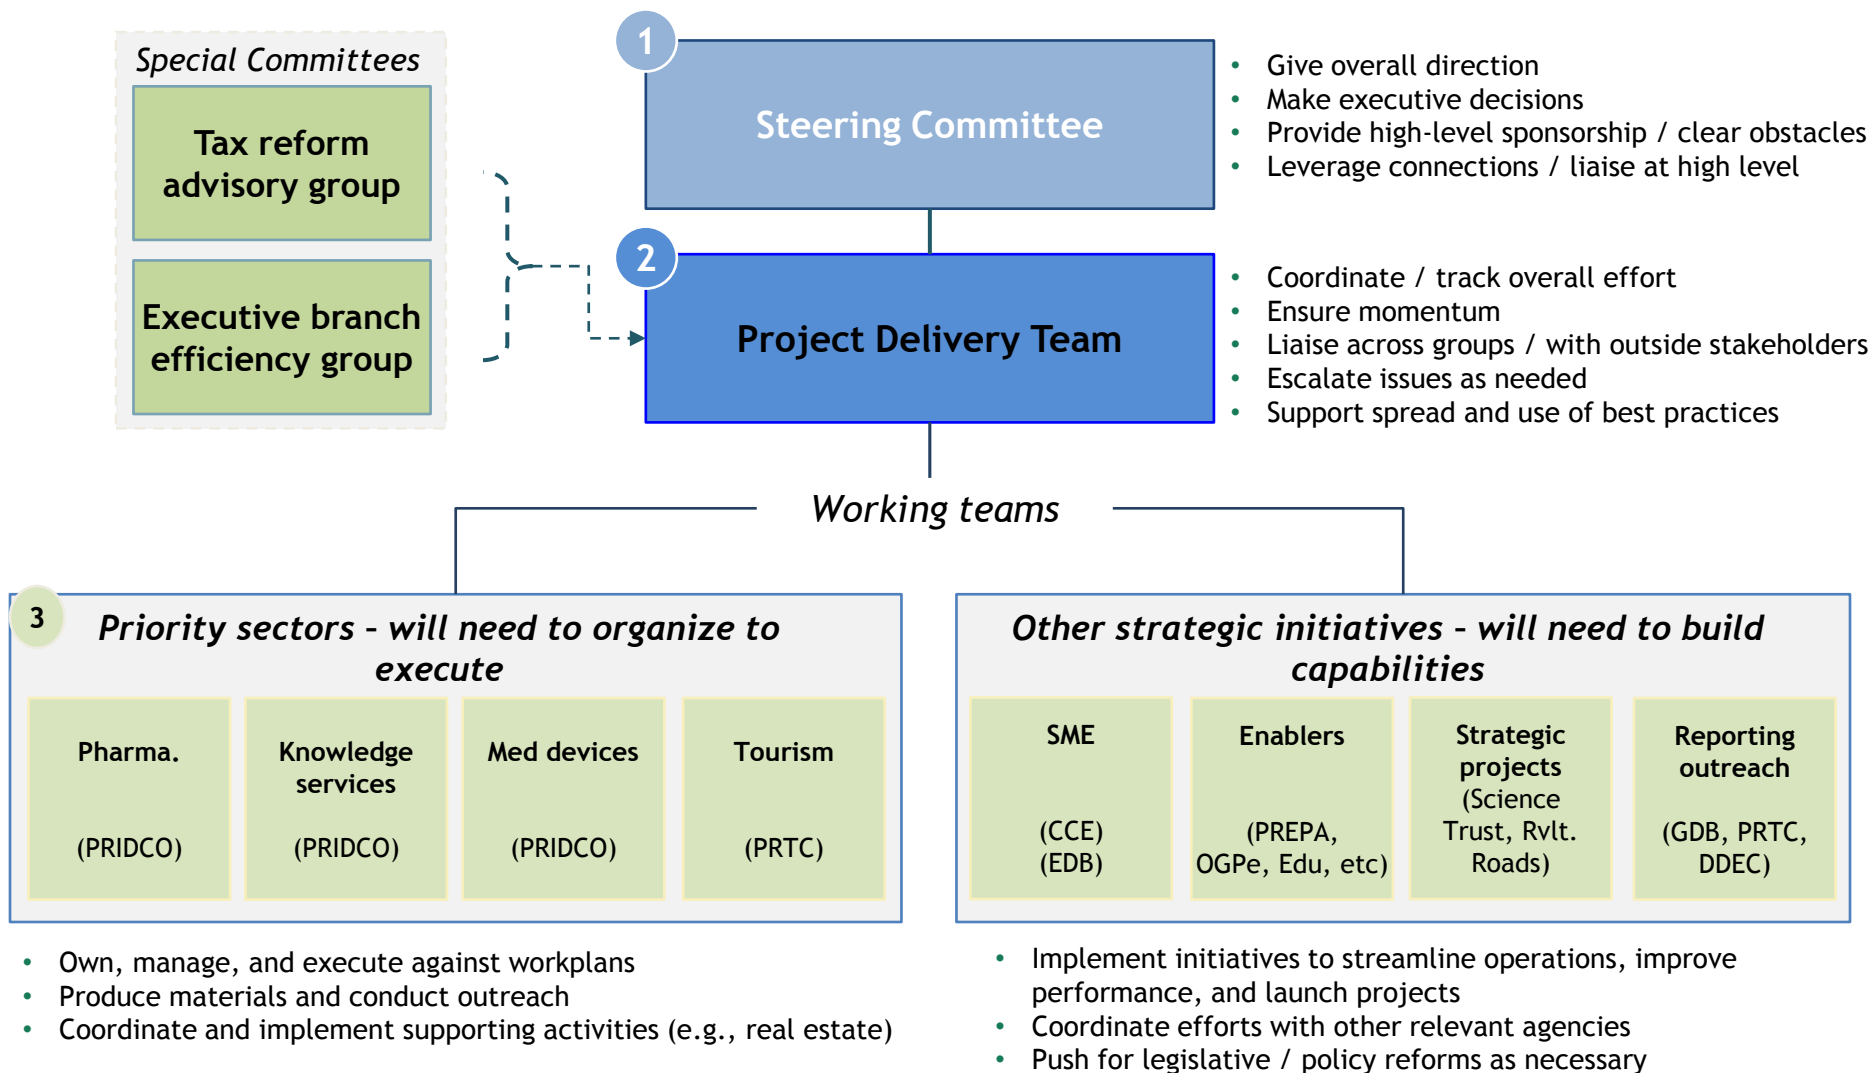 Special Committees
Tax reform
advisory group
Executive branch
efficiency group
1
Steering Committee
• Give overall direction
• Make executive decisions
• Provide high-level sponsorship / clear obstacles
• Leverage connections / liaise at high level
2
Project Delivery Team
• Coordinate / track overall effort
• Ensure momentum
• Liaise across groups / with outside stakeholders
• Escalate issues as needed
• Support spread and use of best practices
Working teams
3
Priority sectors – will need to organize to
execute
Pharma.
(PRIDCO)
Knowledge
services
(PRIDCO)
Med devices
(PRIDCO)
Tourism
(PRTC)
• Own, manage, and execute against workplans
• Produce materials and conduct outreach
• Coordinate and implement supporting activities (e.g., real estate)
Other strategic initiatives – will need to build
capabilities
SME
(CCE)
(EDB)
Enablers
(PREPA,
OGPe, Edu, etc)
Strategic
projects
(Science
Trust, Rvlt.
Roads)
Reporting
outreach
(GDB, PRTC,
DDEC)
• Implement initiatives to streamline operations, improve
performance, and launch projects
• Coordinate efforts with other relevant agencies
• Push for legislative / policy reforms as necessary